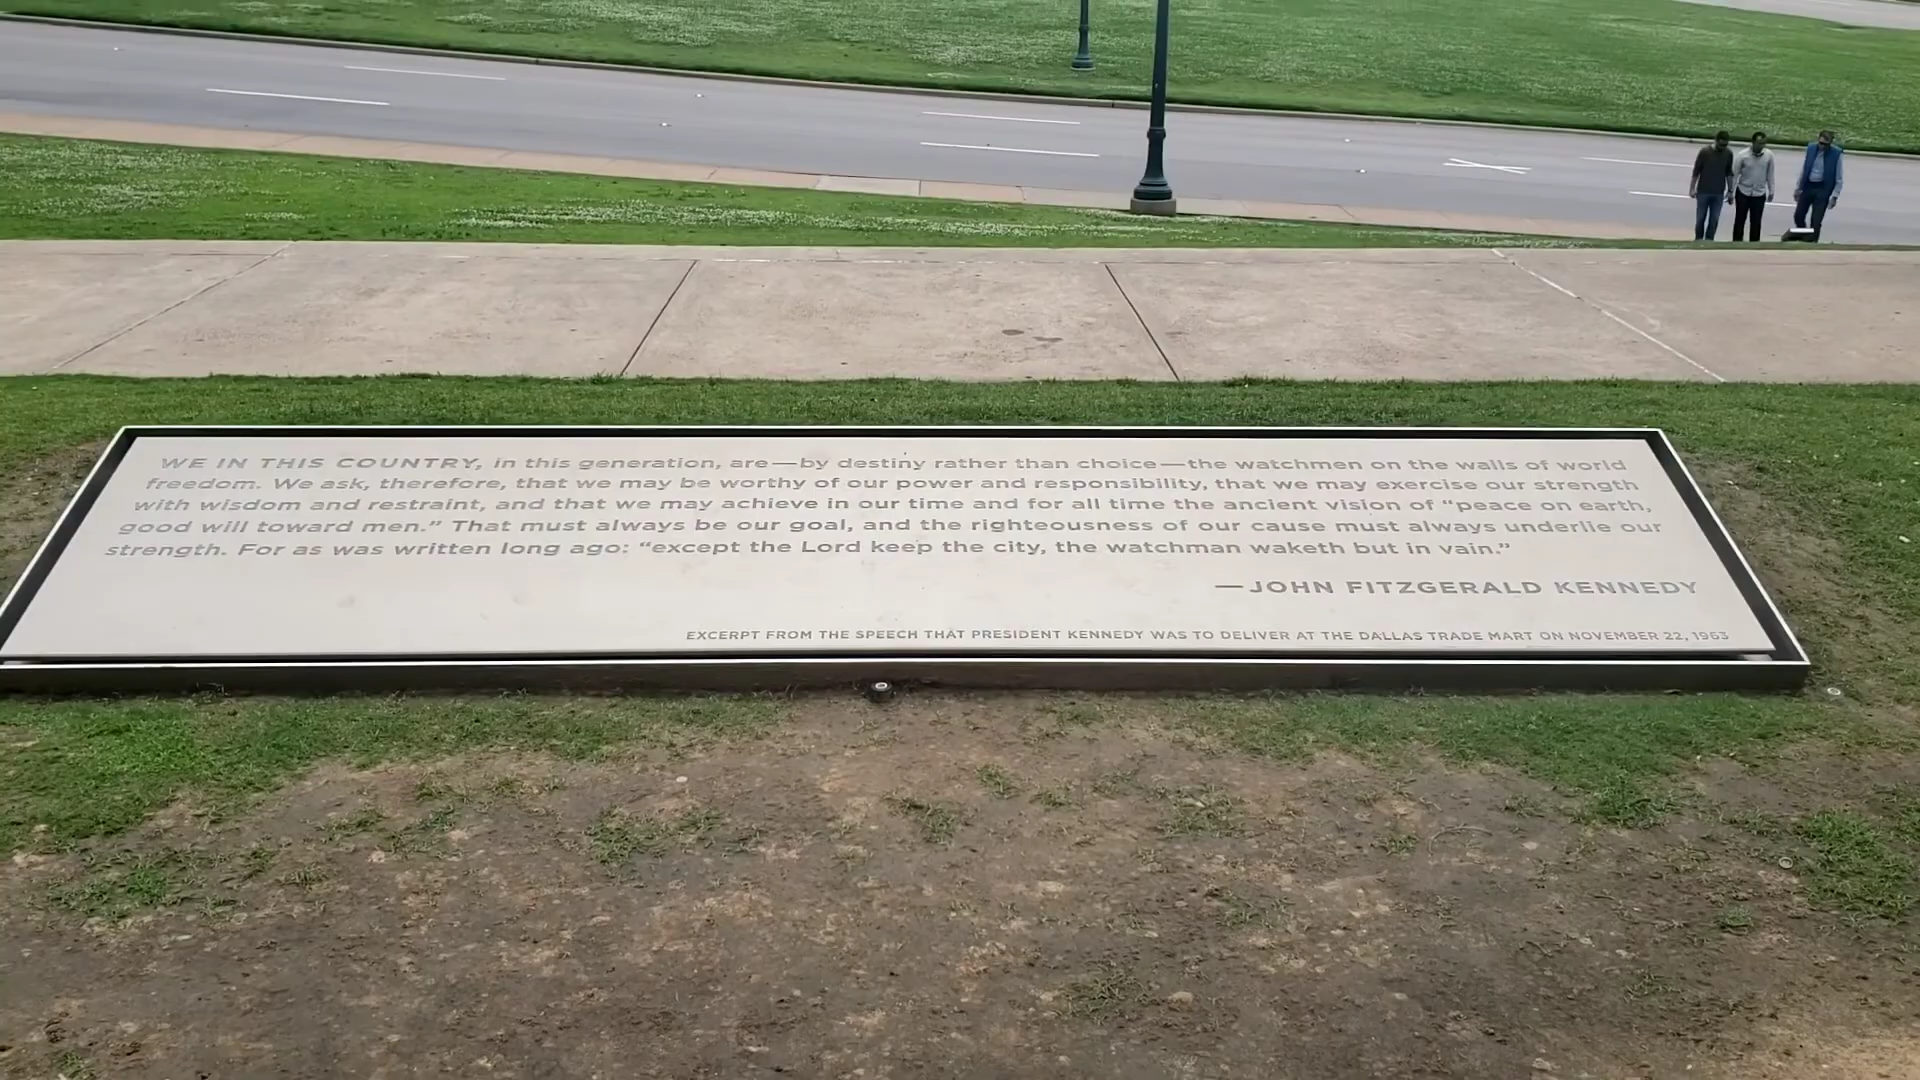 WE IN THIS COUNTRY, in this generation, are—by destiny rather than choice—the watchmen on the walls of world
freedom. We ask, therefore, that we may be worthy of our power and responsibility, that we may exercise our strength
with wisdom and restraint, and that we may achieve in our time and for all time the ancient vision of “peace on earth,
good will toward men.” That must always be our goal, and the righteousness of our cause must always underlie our
strength. For as was written long ago: “except the Lord keep the city, the watchman waketh but in vain.”
—JOHN FITZGERALD KENNEDY
EXCERPT FROM THE SPEECH THAT PRESIDENT KENNEDY WAS TO DELIVER AT THE DALLAS TRADE MART ON NOVEMBER 22, 1963